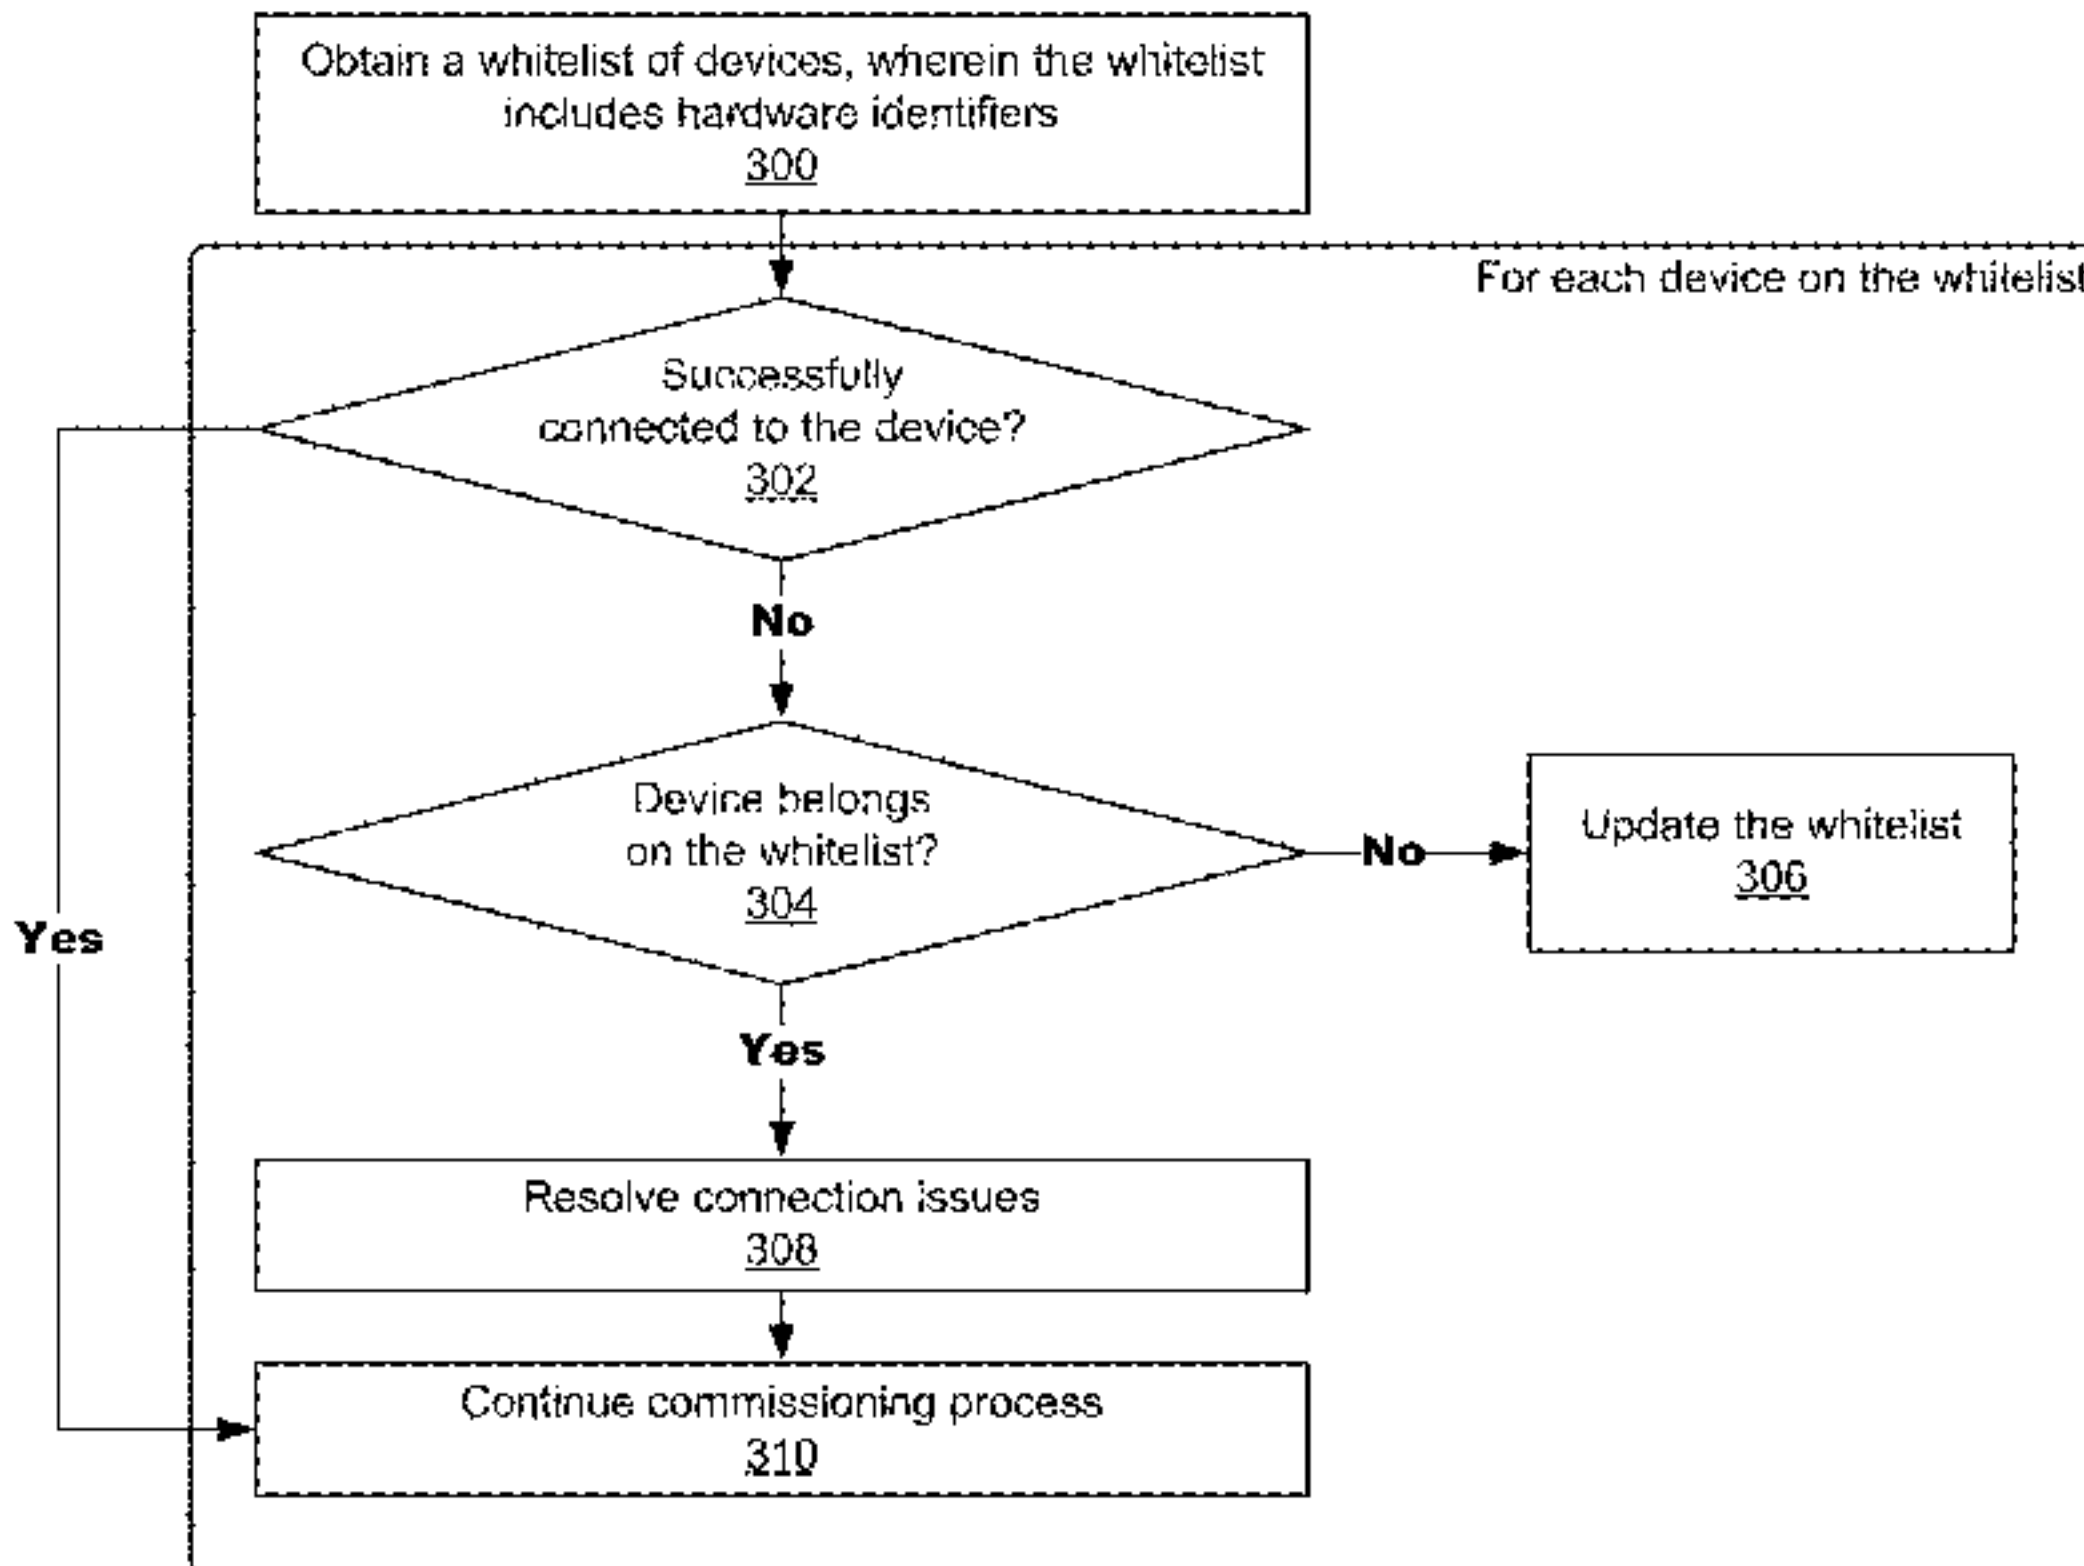 Obtain a whitelist of devices, wherein the whitelist
includes hardware identifiers
300
For each device on the whitelist
Successfully
connected to the device?
302
No
Device belongs
on the whitelist?
304
No
Update the whitelist
306
Yes
Yes
Resolve connection issues
308
Continue commissioning process
310